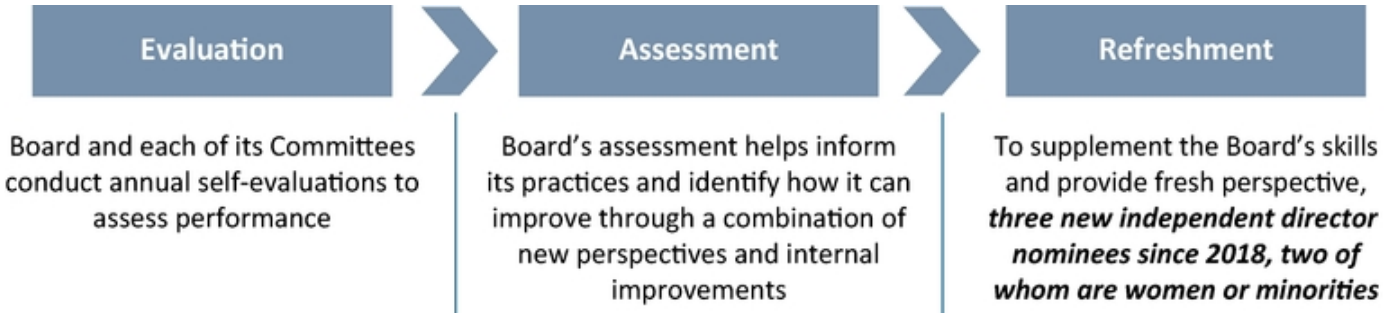 Evaluation
Board and each of its Committees
conduct annual self-evaluations to
assess performance
Assessment
Board’s assessment helps inform
its practices and identify how it can
improve through a combination of
new perspectives and internal
improvements
Refreshment
To supplement the Board’s skills
and provide fresh perspective,
three new independent director
nominees since 2018, two of
whom are women or minorities